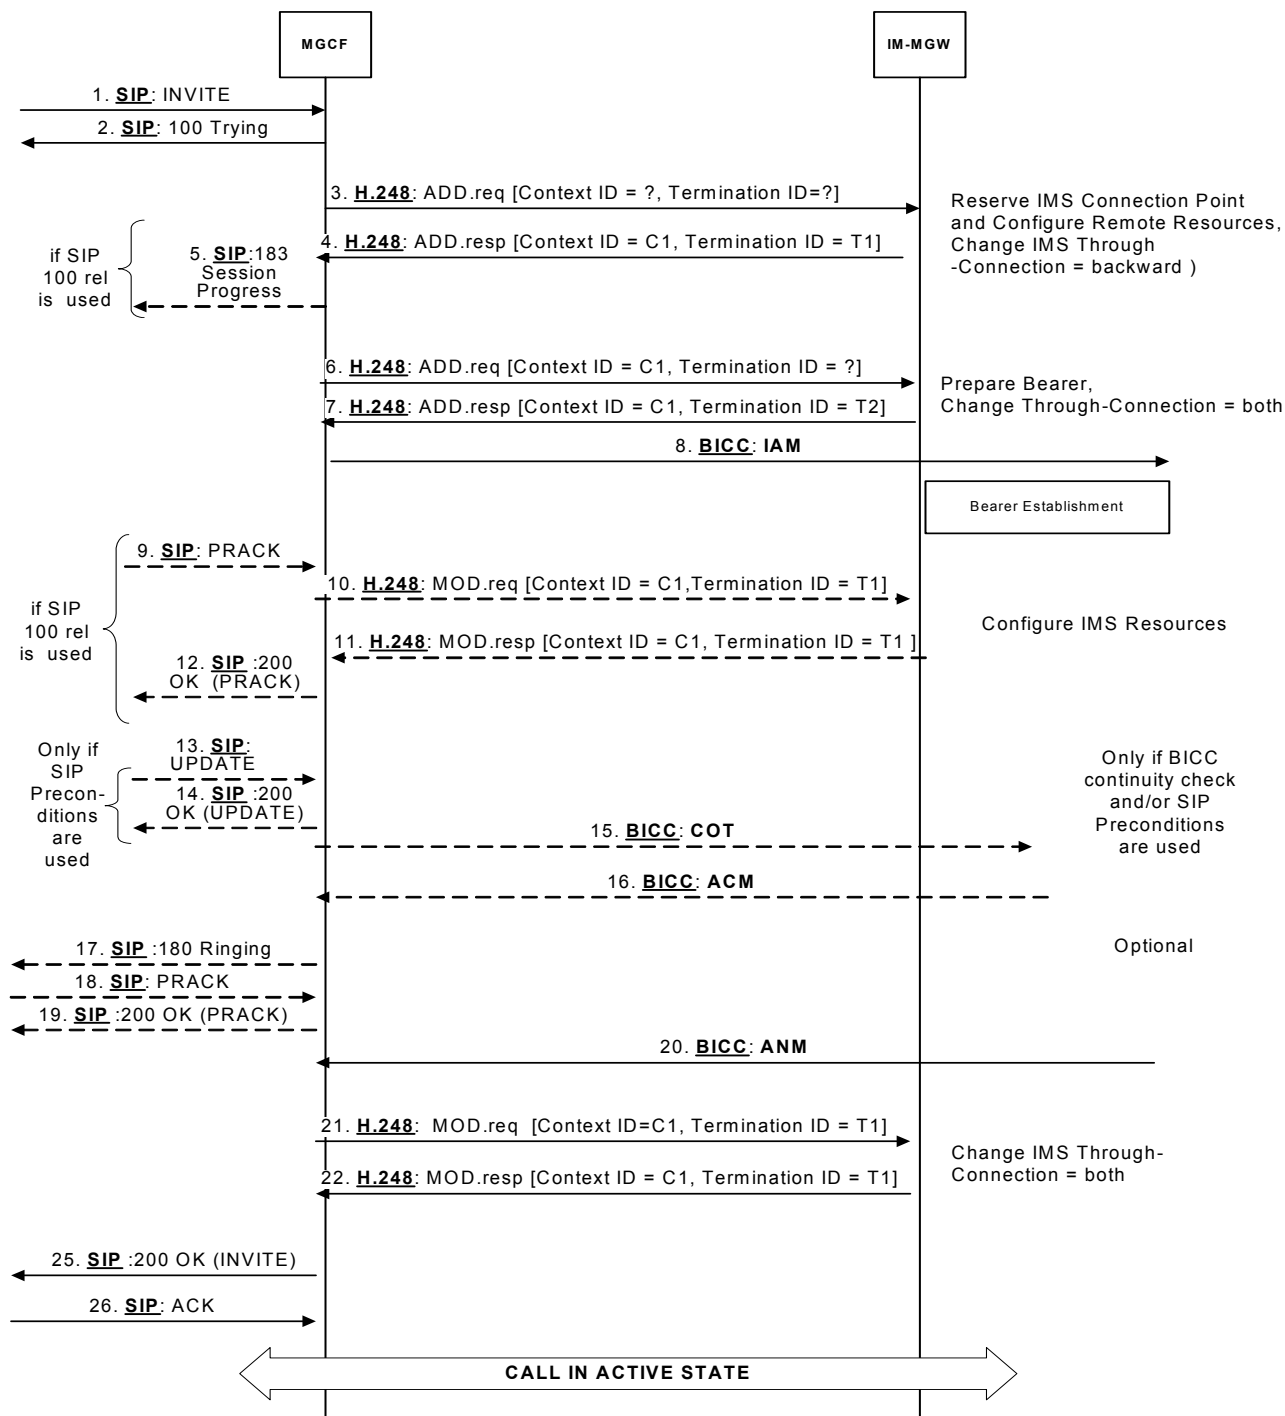 MGCF
IM-MGW
1. SIP: INVITE
2. SIP: 100 Trying
3. H.248: ADD.req [Context ID = ?, Termination ID=?]
Reserve IMS Connection Point
and Configure Remote Resources,
Change IMS Through
-Connection = backward )
4. H.248: ADD.resp [Context ID = C1, Termination ID = T1]
if SIP
100 rel
is used
5. SIP:183
Session
Progress
6. H.248: ADD.req [Context ID = C1, Termination ID = ?]
Prepare Bearer,
Change Through-Connection = both
7. H.248: ADD.resp [Context ID = C1, Termination ID = T2]
8. BICC: IAM
Bearer Establishment
9. SIP: PRACK
10. H.248: MOD.req [Context ID = C1,Termination ID = T1]
if SIP
100 rel
is used
Configure IMS Resources
11. H.248: MOD.resp [Context ID = C1, Termination ID = T1 ]
12. SIP :200
OK (PRACK)
Only if
SIP
Precon-
ditions
are
used
13. SIP:
UPDATE
14. SIP :200
OK (UPDATE)
Only if BICC
continuity check
and/or SIP
Preconditions
are used
15. BICC: COT
16. BICC: ACM
17. SIP :180 Ringing
Optional
18. SIP: PRACK
19. SIP :200 OK (PRACK)
20. BICC: ANM
21. H.248: MOD.req [Context ID=C1, Termination ID = T1]
Change IMS Through-
Connection = both
22. H.248: MOD.resp [Context ID = C1, Termination ID = T1]
25. SIP :200 OK (INVITE)
26. SIP: ACK
CALL IN ACTIVE STATE